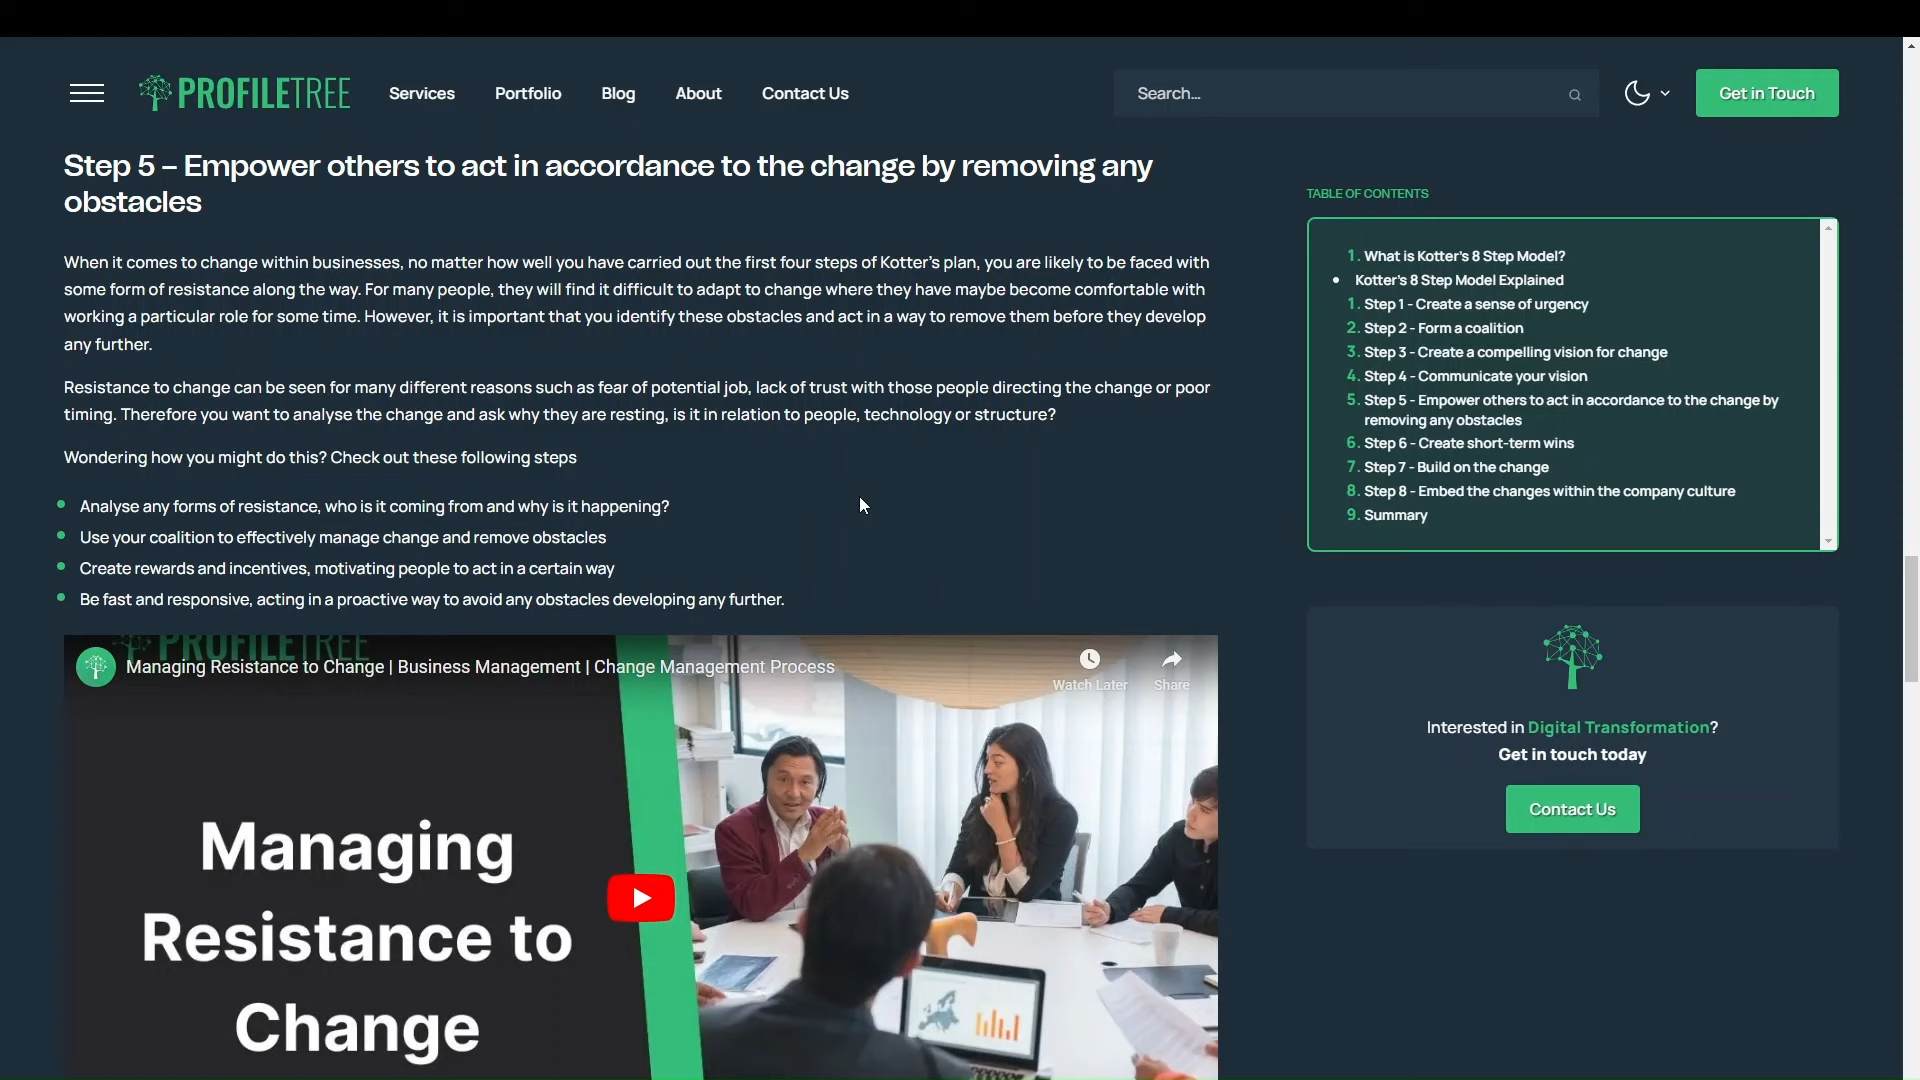 PROFILETREE
Services
Portfolio
Blog
About
Contact Us
Search...
Get in Touch
Step 5 – Empower others to act in accordance to the change by removing any
obstacles
When it comes to change within businesses, no matter how well you have carried out the first four steps of Kotter's plan, you are likely to be faced with
some form of resistance along the way. For many people, they will find it difficult to adapt to change where they have maybe become comfortable with
working a particular role for some time. However, it is important that you identify these obstacles and act in a way to remove them before they develop
any further.
Resistance to change can be seen for many different reasons such as fear of potential job, lack of trust with those people directing the change or poor
timing. Therefore you want to analyse the change and ask why they are resting, is it in relation to people, technology or structure?
Wondering how you might do this? Check out these following steps
Analyse any forms of resistance, who is it coming from and why is it happening?
Use your coalition to effectively manage change and remove obstacles
Create rewards and incentives, motivating people to act in a certain way
Be fast and responsive, acting in a proactive way to avoid any obstacles developing any further.
PROFILETREE
Managing Resistance to Change | Business Management | Change Management Process
Watch Later
Share
Managing
Resistance to
Change
TABLE OF CONTENTS
1. What is Kotter's 8 Step Model?
• Kotter's 8 Step Model Explained
1. Step 1 - Create a sense of urgency
2. Step 2 - Form a coalition
3. Step 3 - Create a compelling vision for change
4. Step 4 - Communicate your vision
5. Step 5 - Empower others to act in accordance to the change by
removing any obstacles
6. Step 6 - Create short-term wins
7. Step 7 - Build on the change
8. Step 8 - Embed the changes within the company culture
9. Summary
Interested in Digital Transformation?
Get in touch today
Contact Us